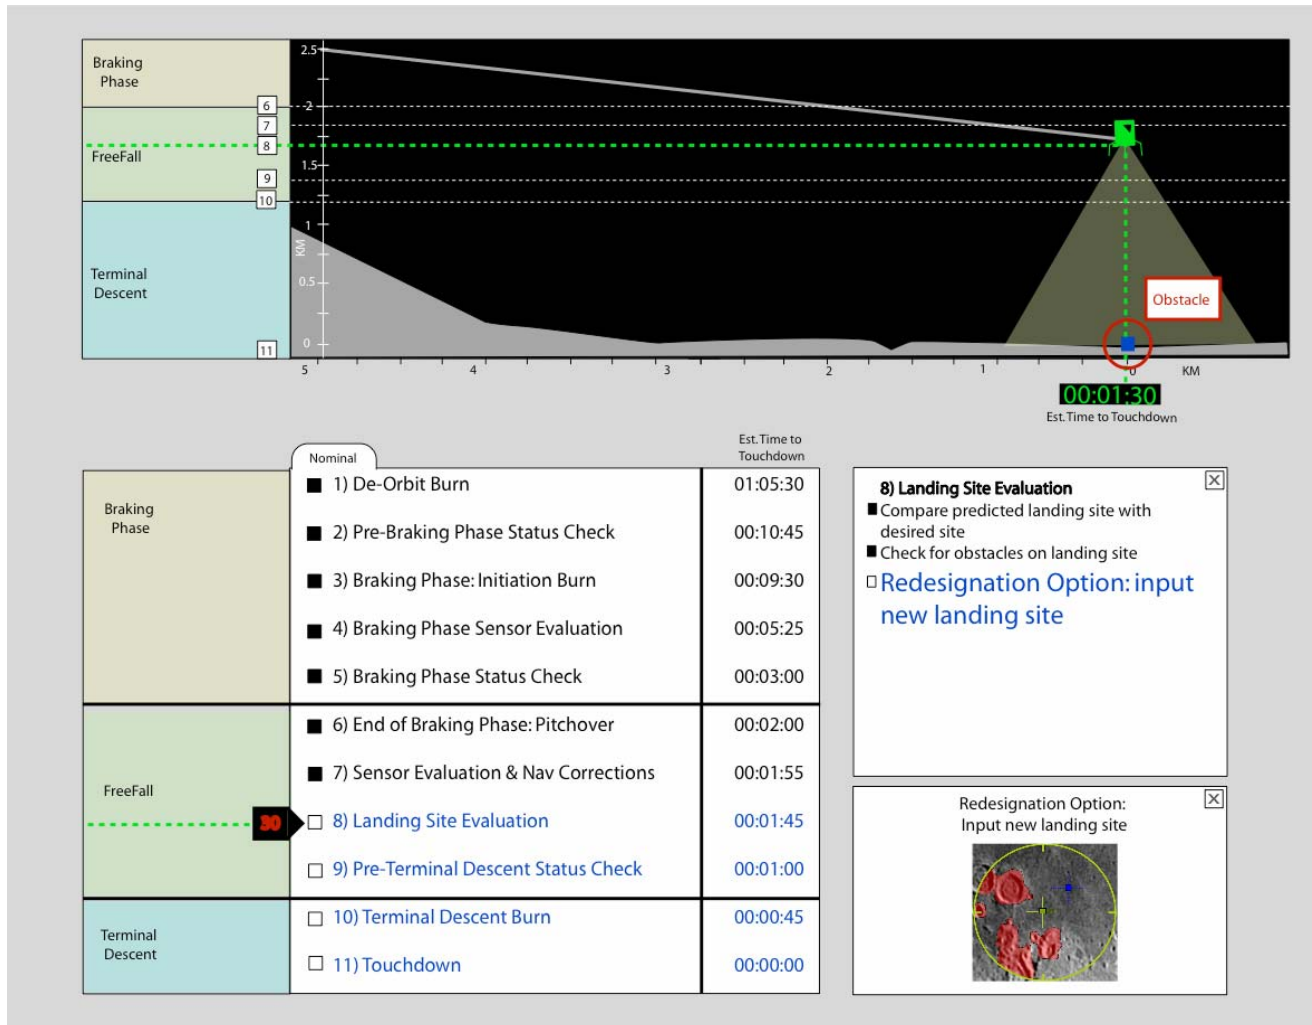 Braking
Phase
FreeFall
Terminal
Descent
6
7
8
9
10
11
2.5
2
1.5
1
KM
0.5
0
Obstacle
5
4
3
2
1
0
KM
00:01:30
Est. Time to Touchdown
Nominal
Est. Time to
Touchdown
Braking
Phase
1) De-Orbit Burn 01:05:30
2) Pre-Braking Phase Status Check 00:10:45
3) Braking Phase: Initiation Burn 00:09:30
4) Braking Phase Sensor Evaluation 00:05:25
5) Braking Phase Status Check 00:03:00
FreeFall
6) End of Braking Phase: Pitchover 00:02:00
7) Sensor Evaluation & Nav Corrections 00:01:55
30
8) Landing Site Evaluation 00:01:45
9) Pre-Terminal Descent Status Check 00:01:00
Terminal
Descent
10) Terminal Descent Burn 00:00:45
11) Touchdown 00:00:00
8) Landing Site Evaluation
Compare predicted landing site with
desired site
Check for obstacles on landing site
Redesignation Option: input
new landing site
Redesignation Option:
Input new landing site